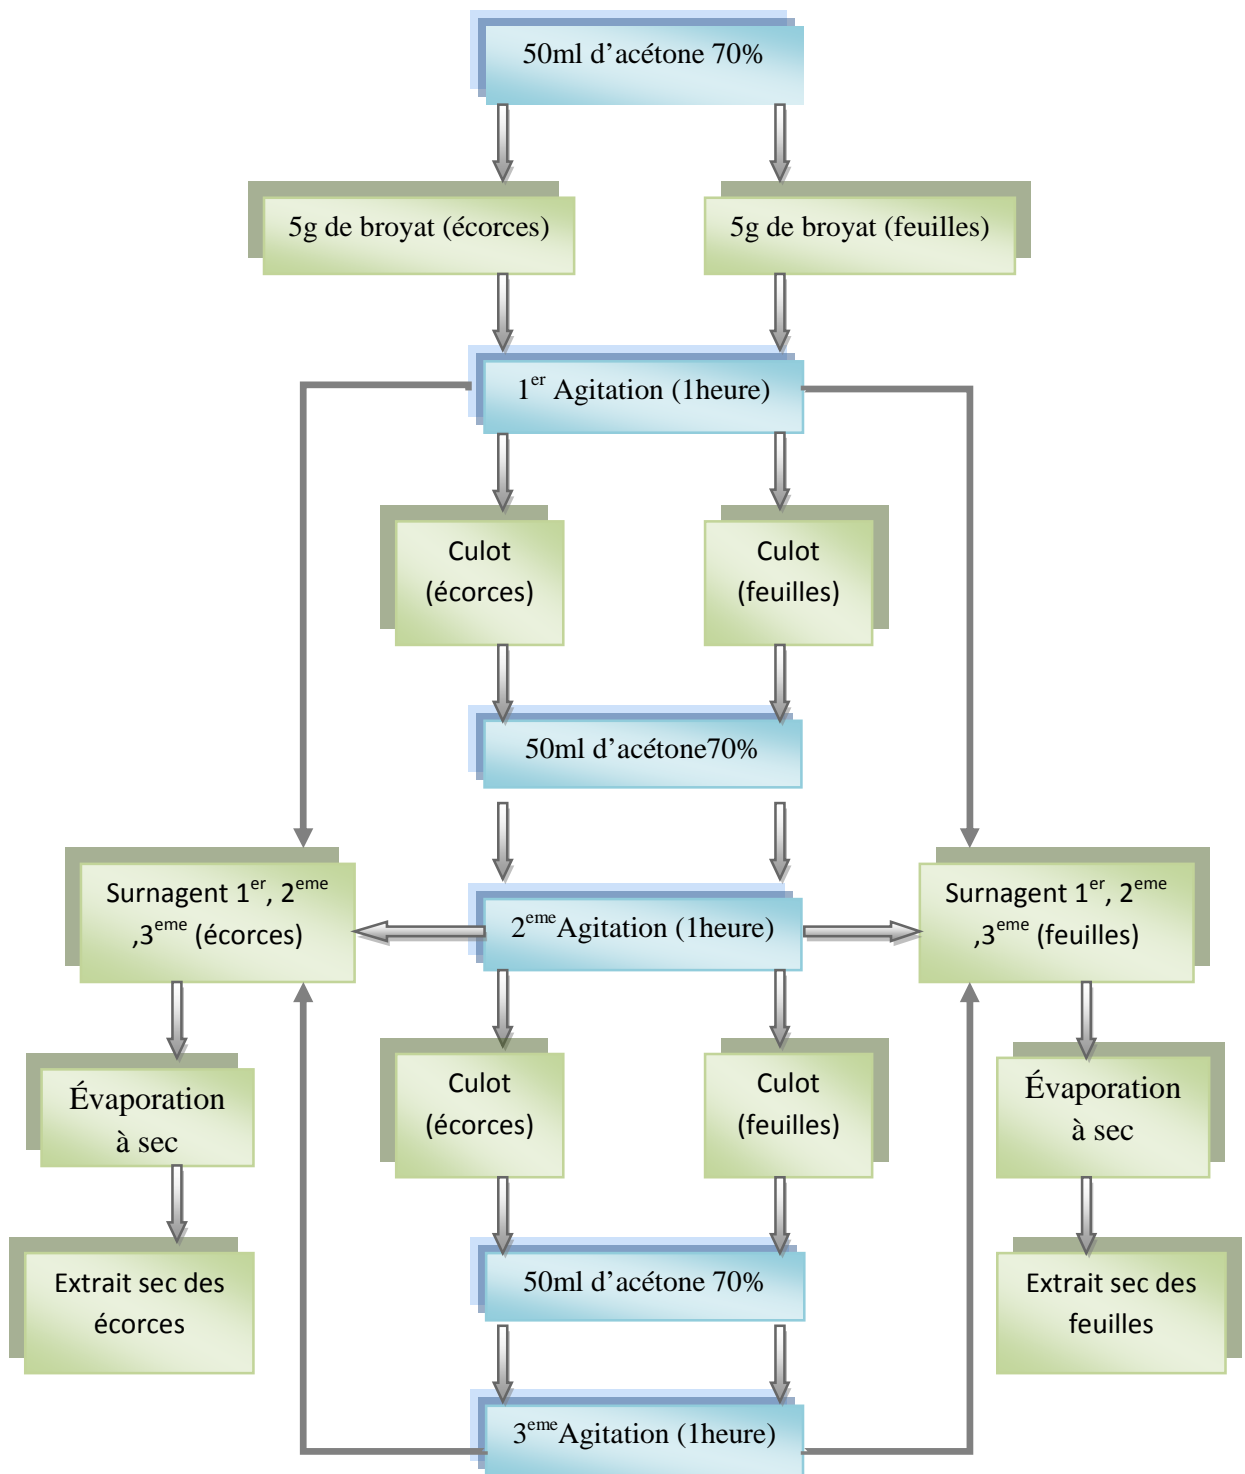 50ml d’acétone 70%
5g de broyat (écorces)
5g de broyat (feuilles)
1er Agitation (1heure)
Culot
(écorces)
Culot
(feuilles)
50ml d’acétone70%
Surnagent 1er, 2eme
,3eme (écorces)
2eme Agitation (1heure)
Surnagent 1er, 2eme
,3eme (feuilles)
Évaporation
à sec
Culot
(écorces)
Culot
(feuilles)
Évaporation
à sec
Extrait sec des
écorces
50ml d’acétone 70%
Extrait sec des
feuilles
3eme Agitation (1heure)